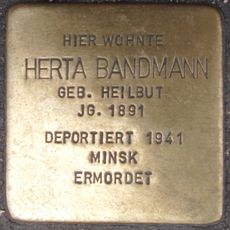 HIER WOHNTE
HERTA BANDMANN
GEB. HEILBUT
JG. 1891
DEPORTIERT 1941
MINSK
ERMORDET